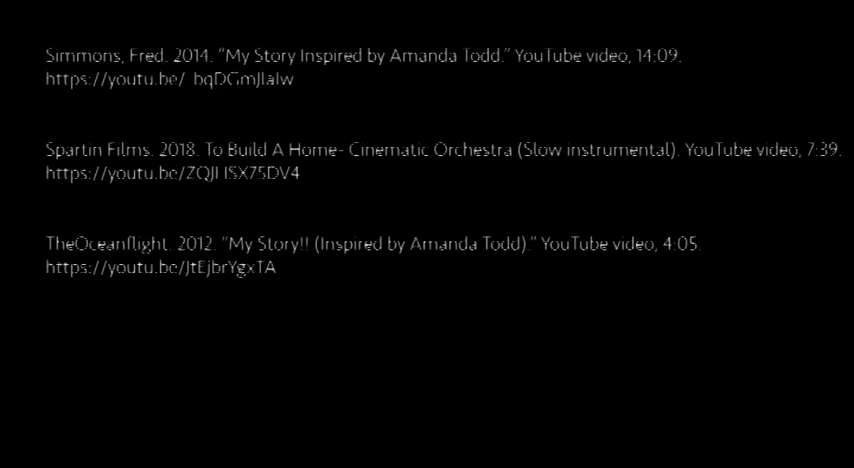 Simmons, Fred. 2014. "My Story Inspired by Amanda Todd." YouTube video, 14:09.
Spartin Films. 2018. To Build A Home- Cinematic Orchestra (Slow instrumental). YouTube video, 7:39.
TheOceanflight. 2012. "My Story!! (Inspired by Amanda Todd)." YouTube video, 4:05.
https://youtu.be/JtEjbrYgxTA